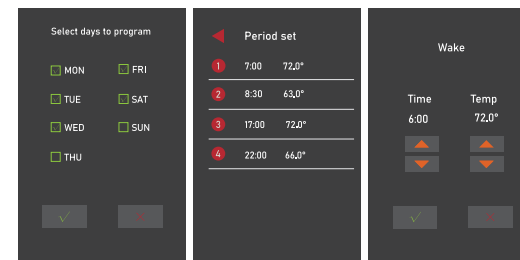 Select days to program
MON
FRI
TUE
SAT
WED
SUN
THU
Period set
1 7:00 72.0°
2 8:30 63.0°
3 17:00 72.0°
4 22:00 66.0°
Wake
Time Temp
6:00 72.0°